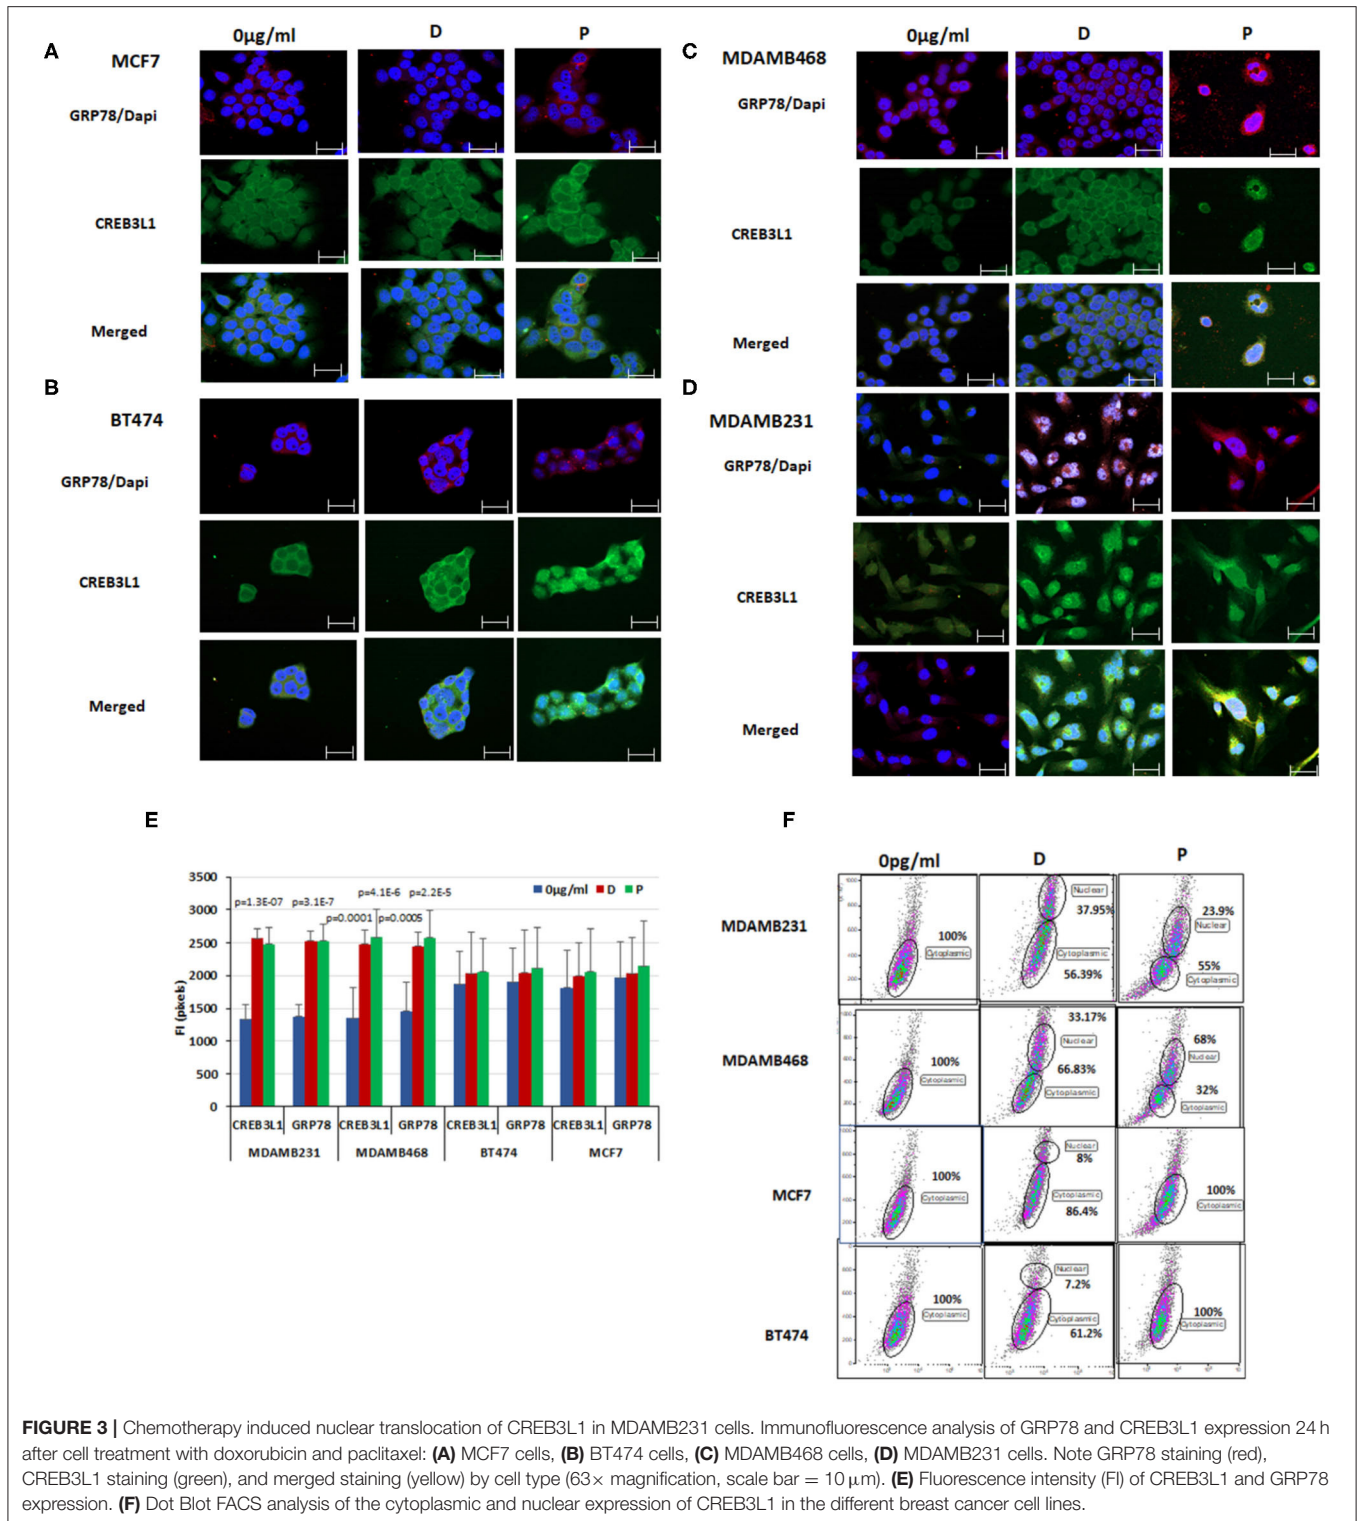 A
MCF7
0µg/ml
D
P
GRP78/Dapi
CREB3L1
Merged
B
BT474
GRP78/Dapi
CREB3L1
Merged
C
MDAMB468
0µg/ml
D
P
GRP78/Dapi
CREB3L1
Merged
D
MDAMB231
GRP78/Dapi
CREB3L1
Merged
E
3500
3000
2500
2000
1500
1000
500
0
FI (pixels)
0µg/ml D P
p=4.1E-6 p=2.2E-5
p=1.3E-07 p=3.1E-7
p=0.0001 p=0.0005
CREB3L1 GRP78 CREB3L1 GRP78 CREB3L1 GRP78 CREB3L1 GRP78
MDAMB231 MDAMB468 BT474 MCF7
F
0pg/ml
D
P
MDAMB231
100%
Cytoplasmic
Nuclear
37.95%
Cytoplasmic
56.39%
23.9%
Nuclear
55%
Cytoplasmic
MDAMB468
100%
Cytoplasmic
33.17%
Nuclear
66.83%
Cytoplasmic
68%
Nuclear
32%
Cytoplasmic
MCF7
100%
Cytoplasmic
Nuclear
8%
Cytoplasmic
86.4%
100%
Cytoplasmic
BT474
100%
Cytoplasmic
Nuclear
7.2%
Cytoplasmic
61.2%
100%
Cytoplasmic
FIGURE 3 | Chemotherapy induced nuclear translocation of CREB3L1 in MDAMB231 cells. Immunofluorescence analysis of GRP78 and CREB3L1 expression 24 h
after cell treatment with doxorubicin and paclitaxel: (A) MCF7 cells, (B) BT474 cells, (C) MDAMB468 cells, (D) MDAMB231 cells. Note GRP78 staining (red),
CREB3L1 staining (green), and merged staining (yellow) by cell type (63× magnification, scale bar = 10 µm). (E) Fluorescence intensity (FI) of CREB3L1 and GRP78
expression. (F) Dot Blot FACS analysis of the cytoplasmic and nuclear expression of CREB3L1 in the different breast cancer cell lines.